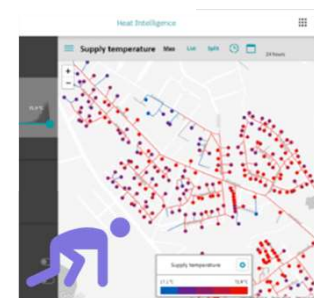 Heat Intelligence
Supply temperature Map List Split 24 hours
+
−
Supply temperature